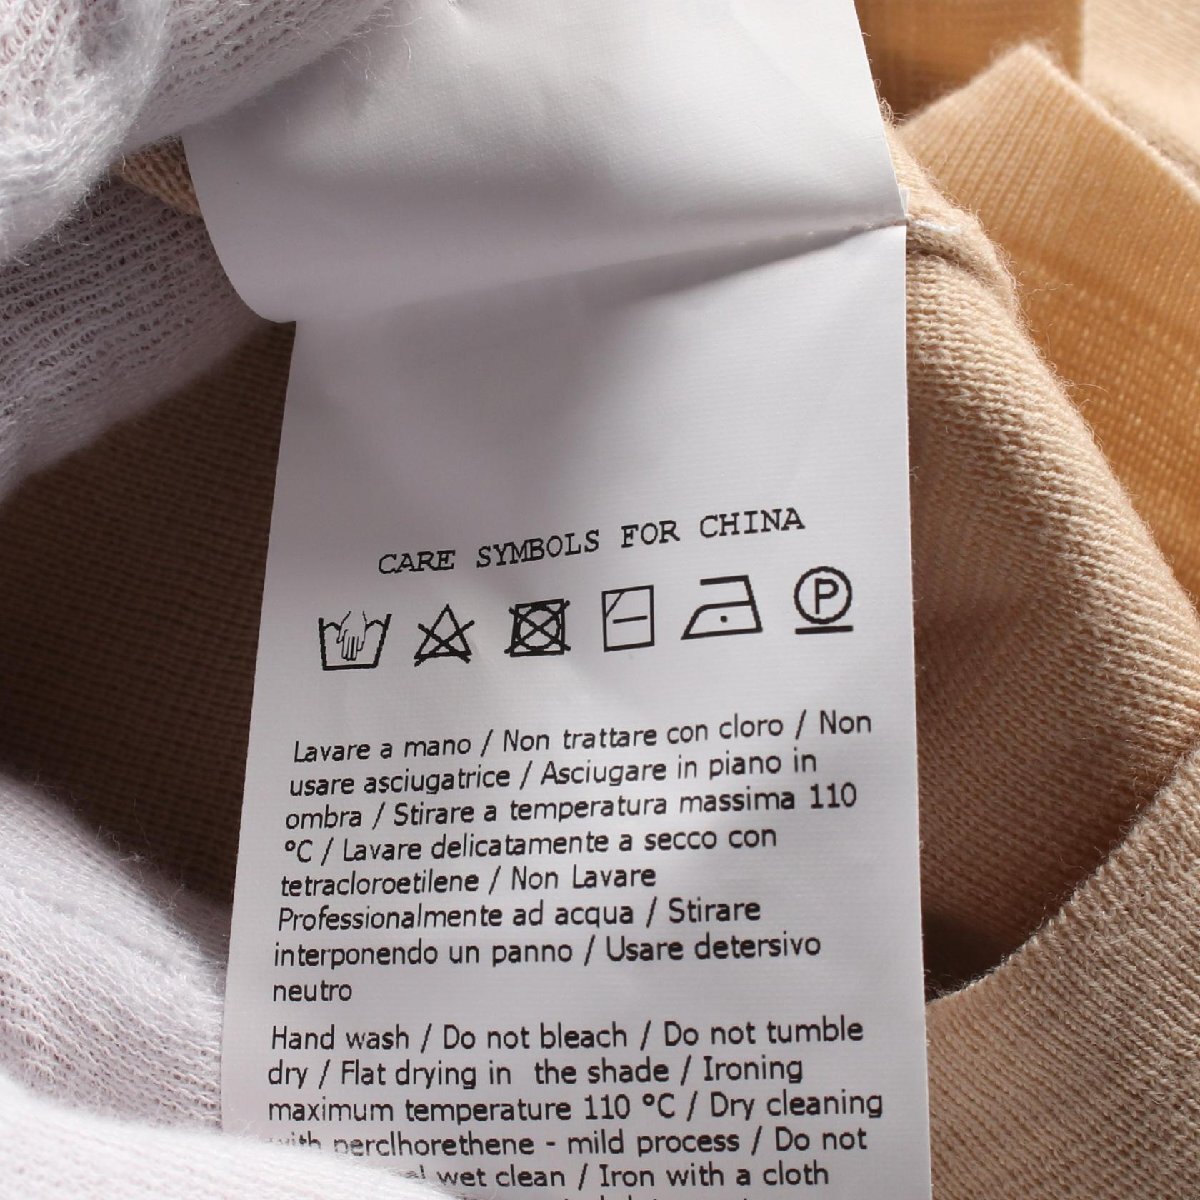 CARE SYMBOLS FOR CHINA
P
Lavare a mano / Non trattare con cloro / Non
usare asciugatrice / Asciugare in piano in
ombra / Stirare a temperatura massima 110
°C / Lavare delicatamente a secco con
tetracloroetilene / Non Lavare
Professionalmente ad acqua / Stirare
interponendo un panno / Usare detersivo
neutro
Hand wash / Do not bleach / Do not tumble
dry / Flat drying in the shade / Ironing
maximum temperature 110 °C / Dry cleaning
with perclhorethene - mild process / Do not
wet clean / Iron with a cloth